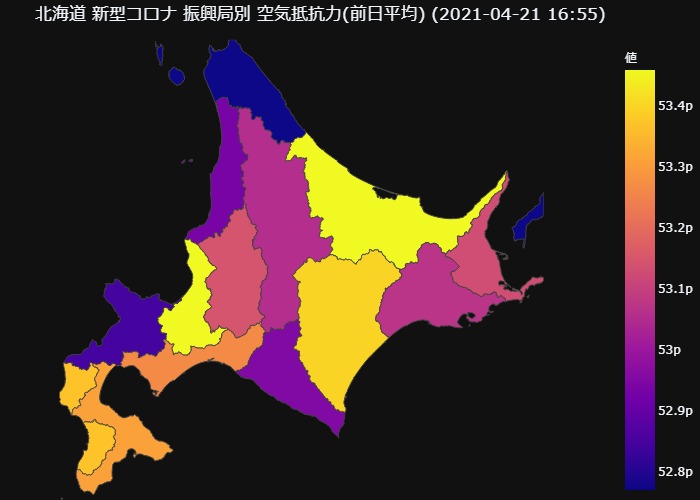 北海道 新型コロナ 振興局別 空気抵抗力(前日平均) (2021-04-21 16:55)
値
53.4p
53.3p
53.2p
53.1p
53p
52.9p
52.8p